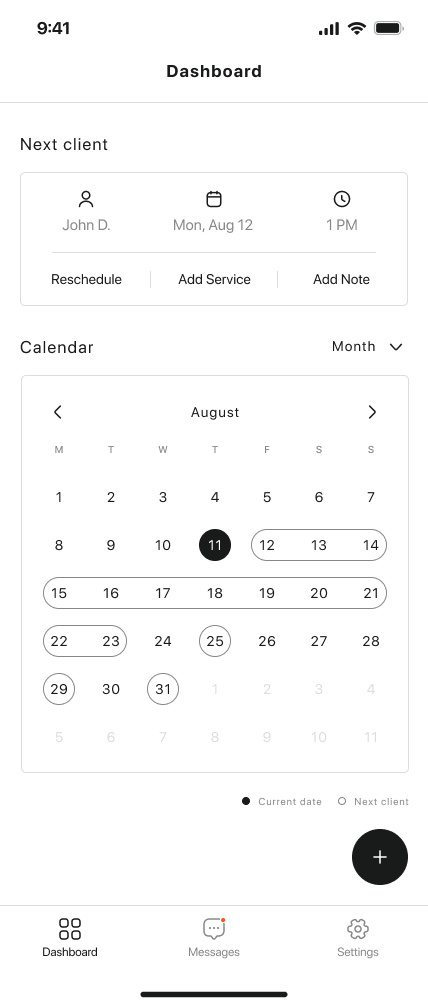 9:41
Dashboard
Next client
John D. Mon, Aug 12 1 PM
Reschedule Add Service Add Note
Calendar Month
August
M T W T F S S
1 2 3 4 5 6 7
8 9 10 11 12 13 14
15 16 17 18 19 20 21
22 23 24 25 26 27 28
29 30 31 1 2 3 4
5 6 7 8 9 10 11
Current date Next client
Dashboard Messages Settings